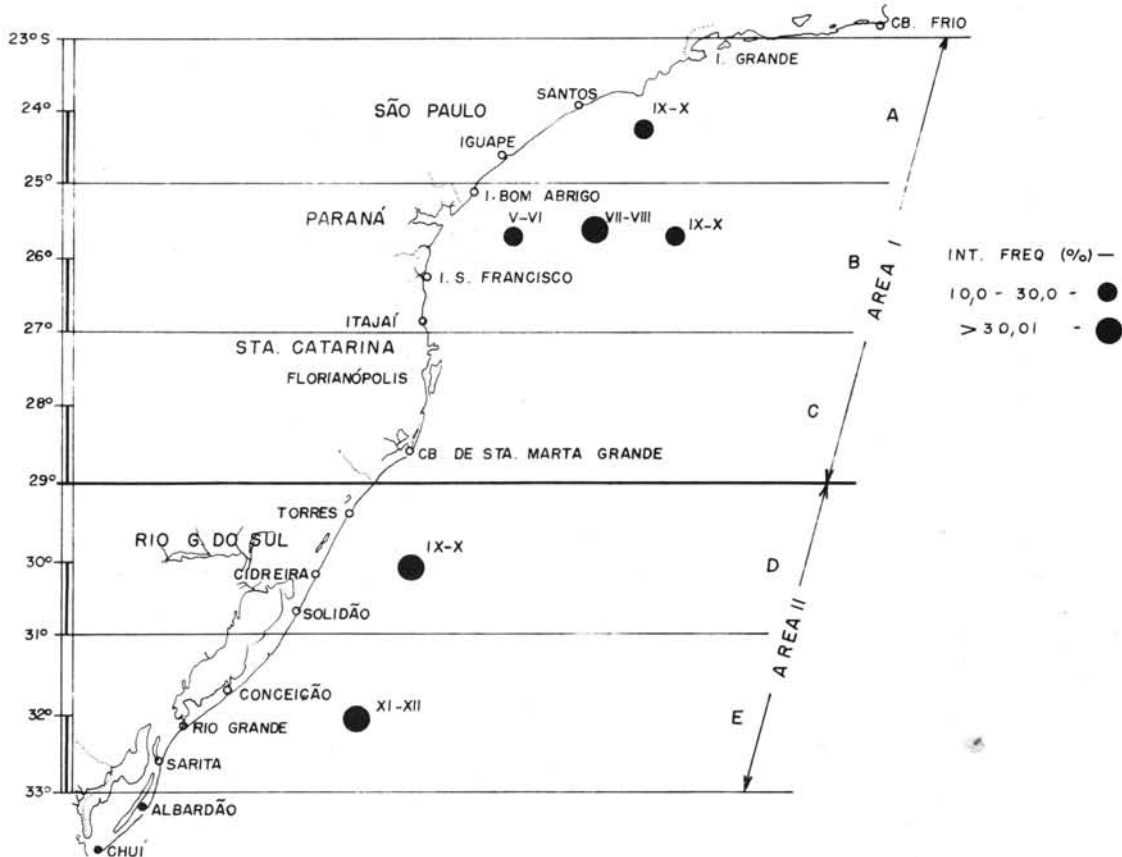 CB. FRIO
23°S
I. GRANDE
SANTOS
SÃO PAULO
IX-X
A
24°
IGUAPE
25°
I. BOM ABRIGO
PARANÁ
V-VI
VII-VIII
IX-X
B
AREA I
INT. FREQ (%) —
26°
I. S. FRANCISCO
10,0 - 30,0 -
ITAJAÍ
> 30,01 -
27°
STA. CATARINA
FLORIANÓPOLIS
28°
C
CB. DE STA. MARTA GRANDE
29°
TORRES
RIO G. DO SUL
IX-X
30°
CIDREIRA
D
SOLIDÃO
31°
AREA II
CONCEIÇÃO
XI-XII
32°
RIO GRANDE
E
SARITA
33°
ALBARDÃO
CHUÍ